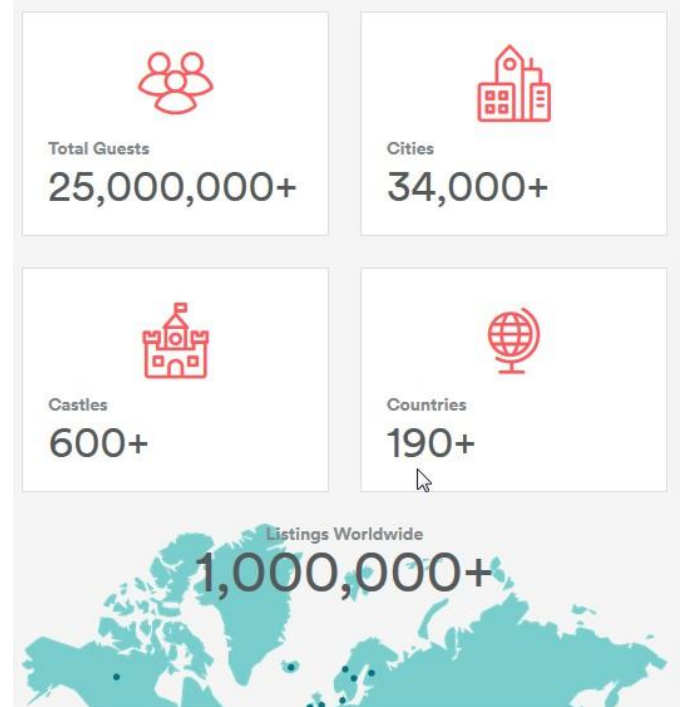 Total Guests
25,000,000+
Cities
34,000+
Castles
600+
Countries
190+
Listings Worldwide
1,000,000+